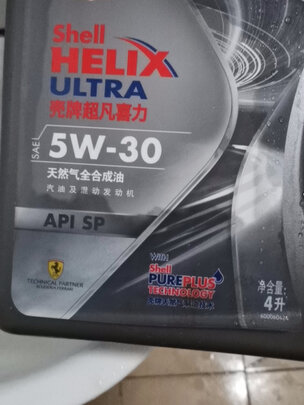 Shell
HELIX
ULTRA
壳牌超凡喜力
SAE 5W-30
天然气全合成油
汽油及混动发动机
API SP
TECHNICAL PARTNER
SCUDERIA FERRARI
With
Shell
PUREPLUS
TECHNOLOGY
净含量:
4升